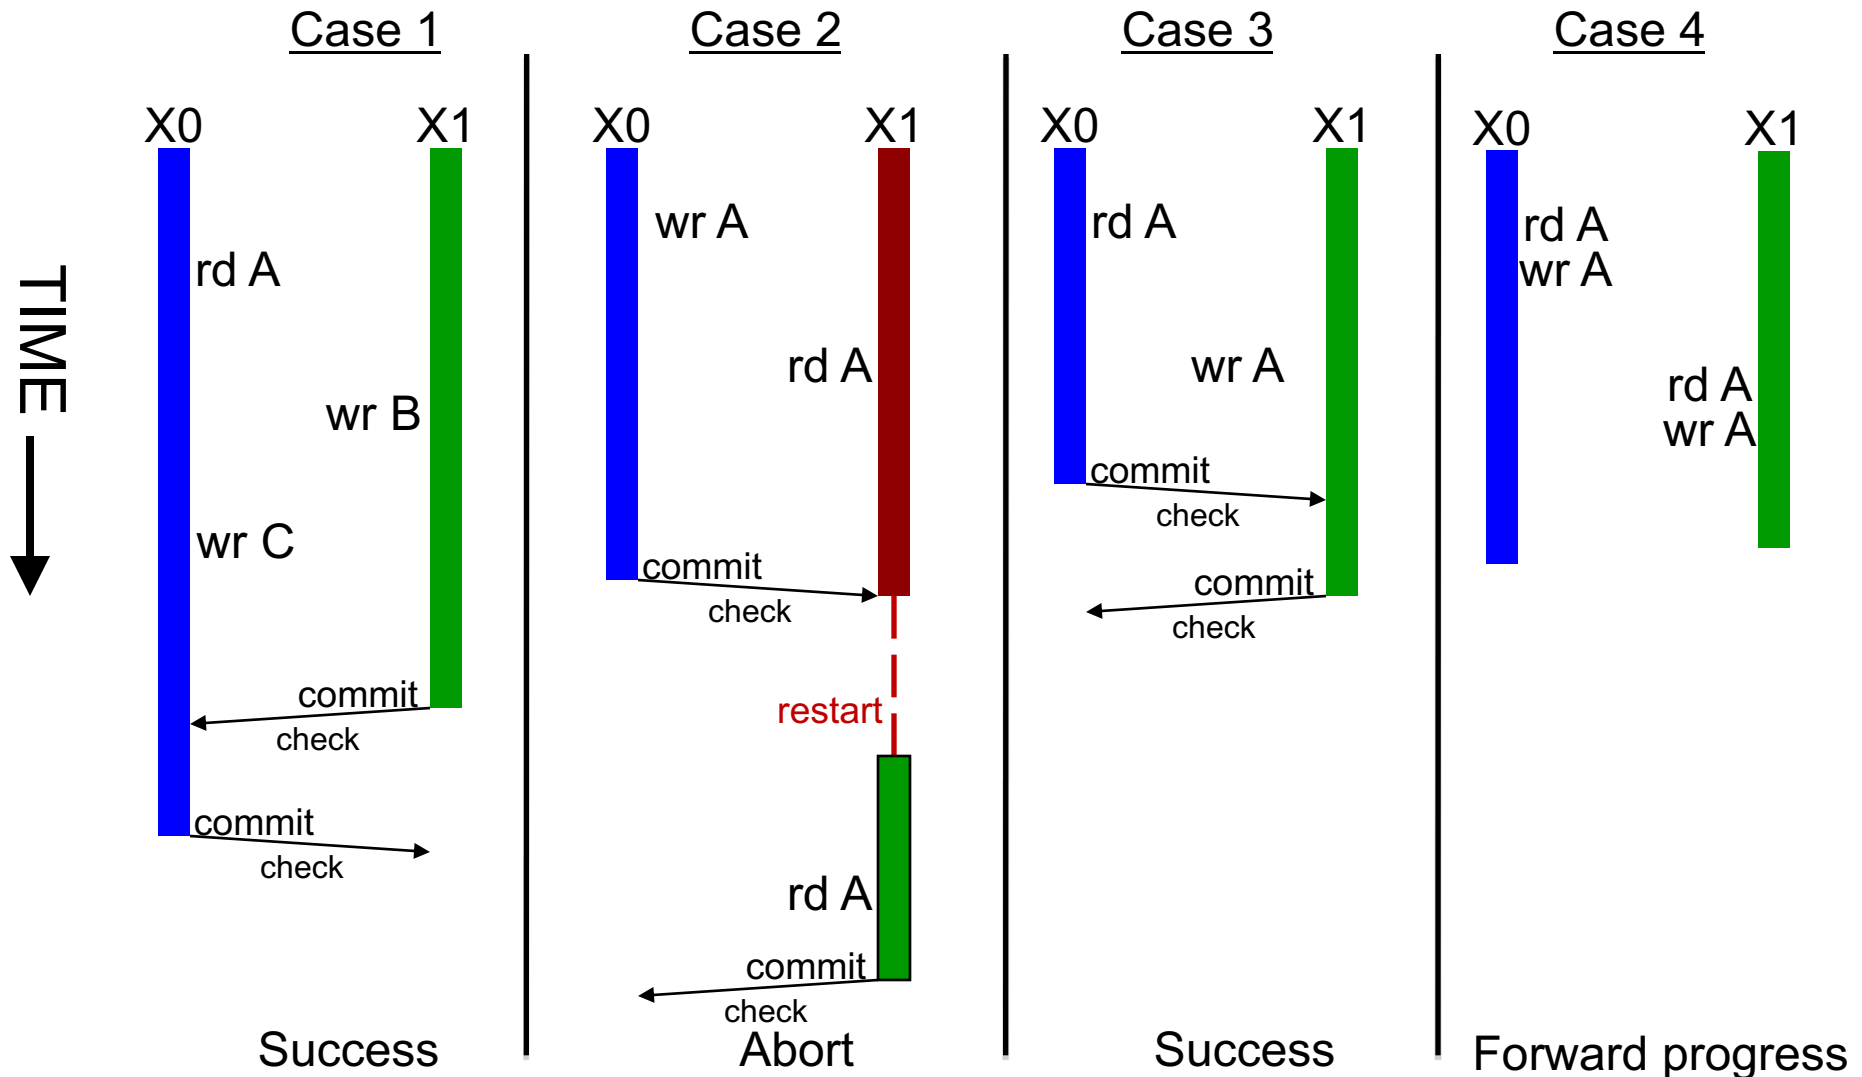 Case 1
Case 2
Case 3
Case 4
TIME
X0
X1
rd A
wr B
wr C
commit
check
commit
check
Success
X0
X1
wr A
rd A
commit
check
restart
rd A
commit
check
Abort
X0
X1
rd A
wr A
commit
check
commit
check
Success
X0
X1
rd A
wr A
rd A
wr A
Forward progress